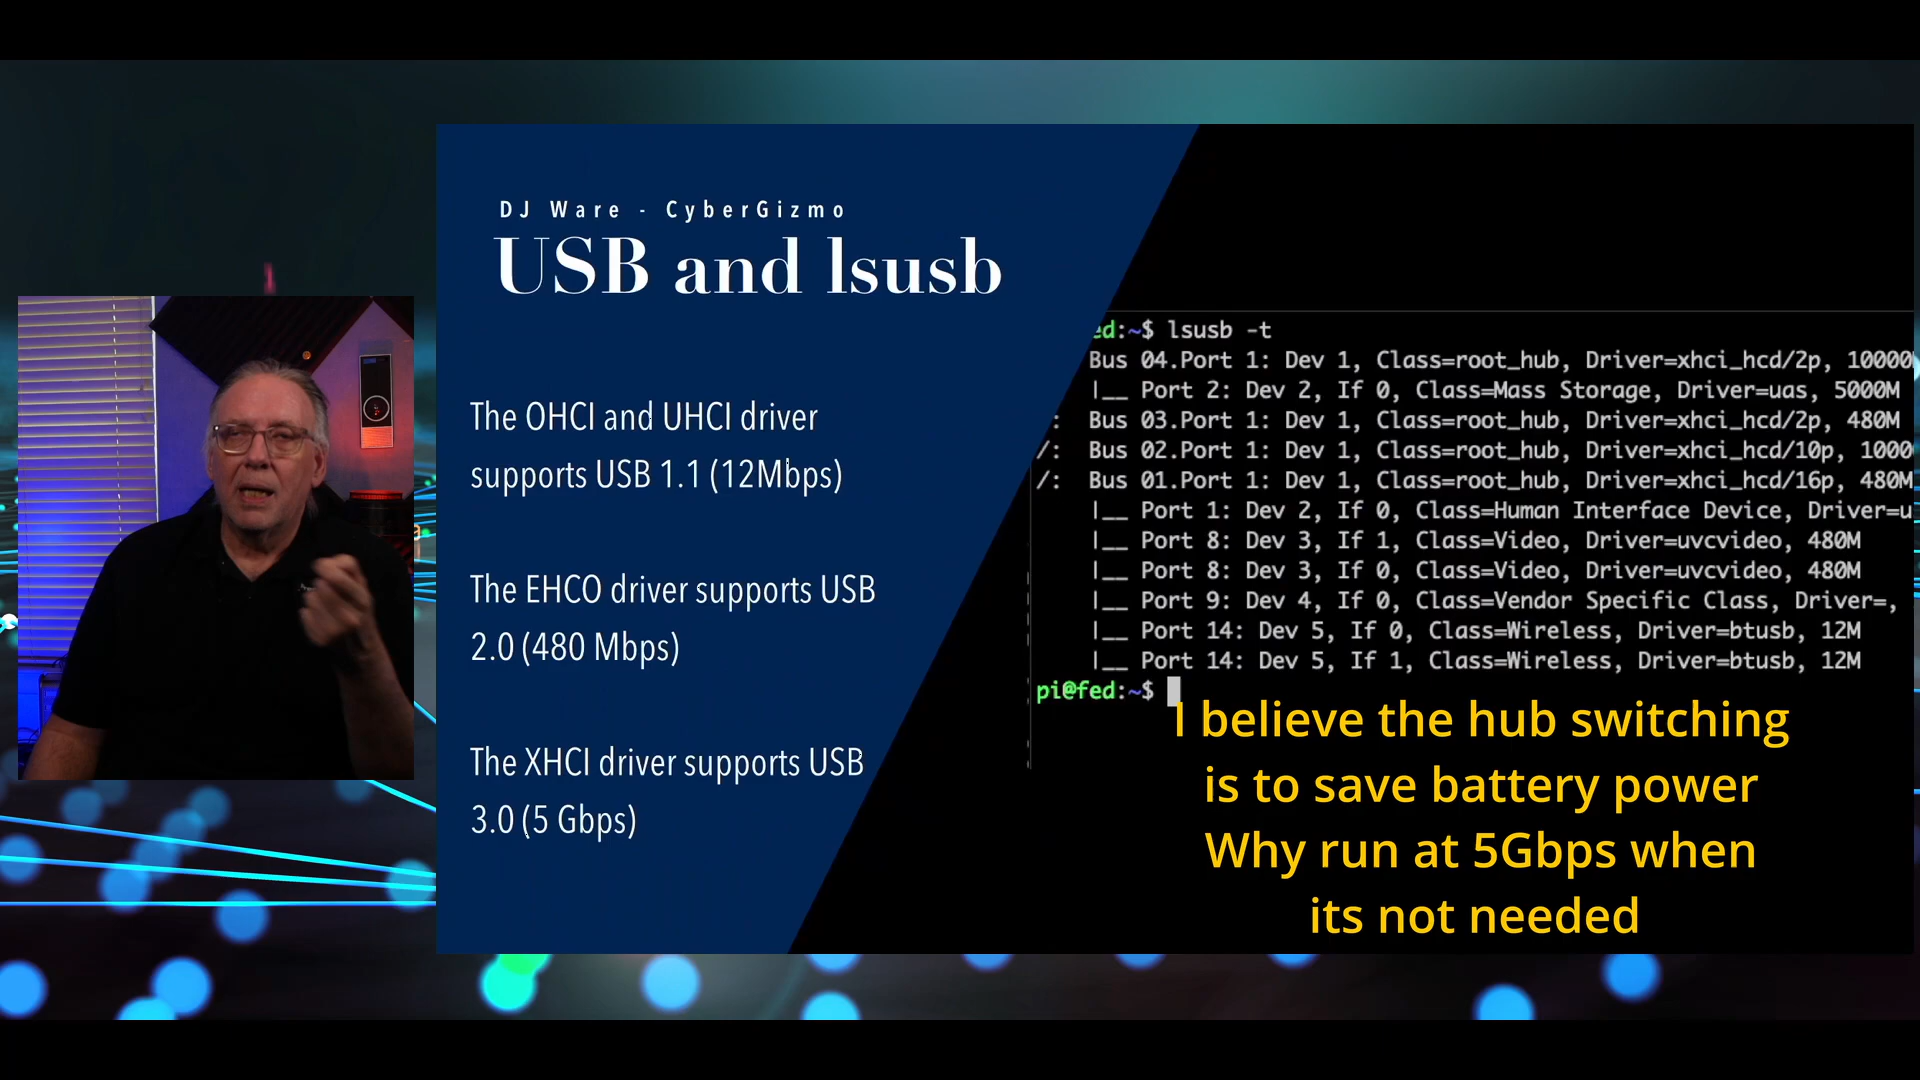 DJ Ware - CyberGizmo
USB and lsusb
The OHCI and UHCI driver
supports USB 1.1 (12Mbps)
The EHCO driver supports USB
2.0 (480 Mbps)
The XHCI driver supports USB
3.0 (5 Gbps)
ed:~$ lsusb -t
Bus 04.Port 1: Dev 1, Class=root_hub, Driver=xhci_hcd/2p, 10000
|__ Port 2: Dev 2, If 0, Class=Mass Storage, Driver=uas, 5000M
: Bus 03.Port 1: Dev 1, Class=root_hub, Driver=xhci_hcd/2p, 480M
/: Bus 02.Port 1: Dev 1, Class=root_hub, Driver=xhci_hcd/10p, 1000
/: Bus 01.Port 1: Dev 1, Class=root_hub, Driver=xhci_hcd/16p, 480M
|__ Port 1: Dev 2, If 0, Class=Human Interface Device, Driver=u
|__ Port 8: Dev 3, If 1, Class=Video, Driver=uvcvideo, 480M
|__ Port 8: Dev 3, If 0, Class=Video, Driver=uvcvideo, 480M
|__ Port 9: Dev 4, If 0, Class=Vendor Specific Class, Driver=,
|__ Port 14: Dev 5, If 0, Class=Wireless, Driver=btusb, 12M
|__ Port 14: Dev 5, If 1, Class=Wireless, Driver=btusb, 12M
pi@fed:~$
I believe the hub switching
is to save battery power
Why run at 5Gbps when
its not needed